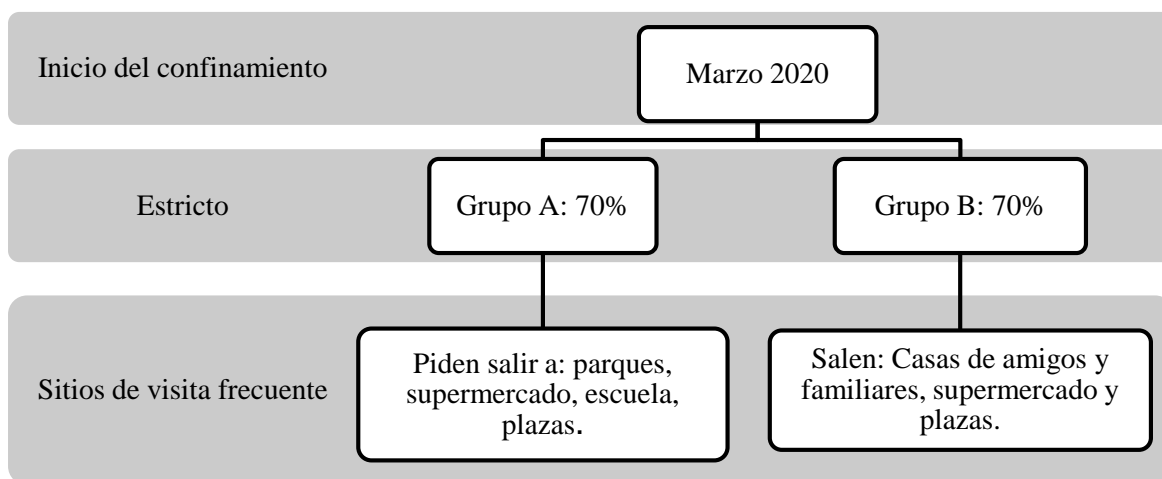 Inicio del confinamiento
Marzo 2020
Estricto
Grupo A: 70%
Grupo B: 70%
Sitios de visita frecuente
Piden salir a: parques,
supermercado, escuela,
plazas.
Salen: Casas de amigos y
familiares, supermercado y
plazas.